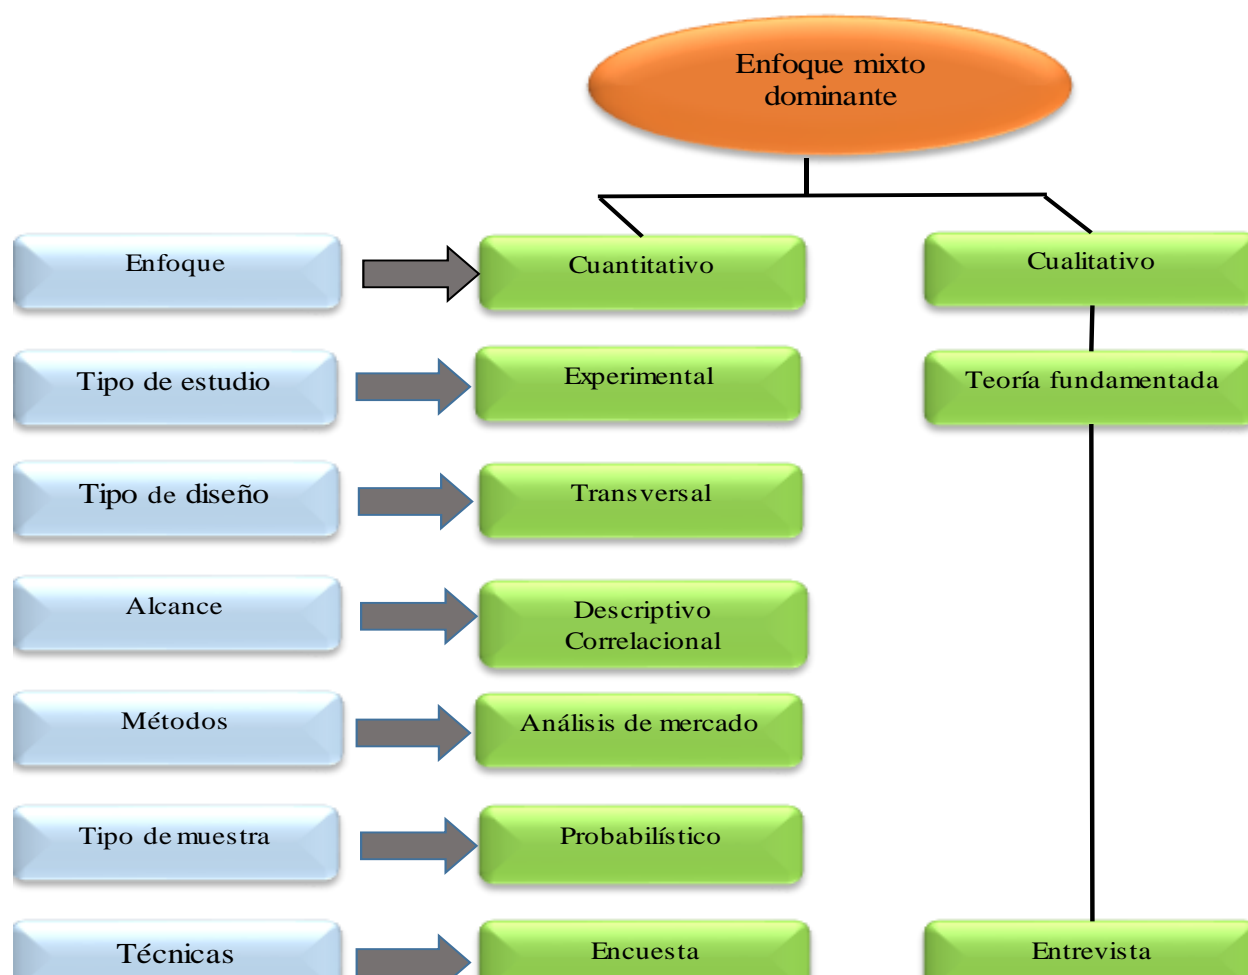 Enfoque mixto
dominante
Enfoque
Cuantitativo
Cualitativo
Tipo de estudio
Experimental
Teoría fundamentada
Tipo de diseño
Transversal
Alcance
Descriptivo
Correlacional
Métodos
Análisis de mercado
Tipo de muestra
Probabilístico
Técnicas
Encuesta
Entrevista